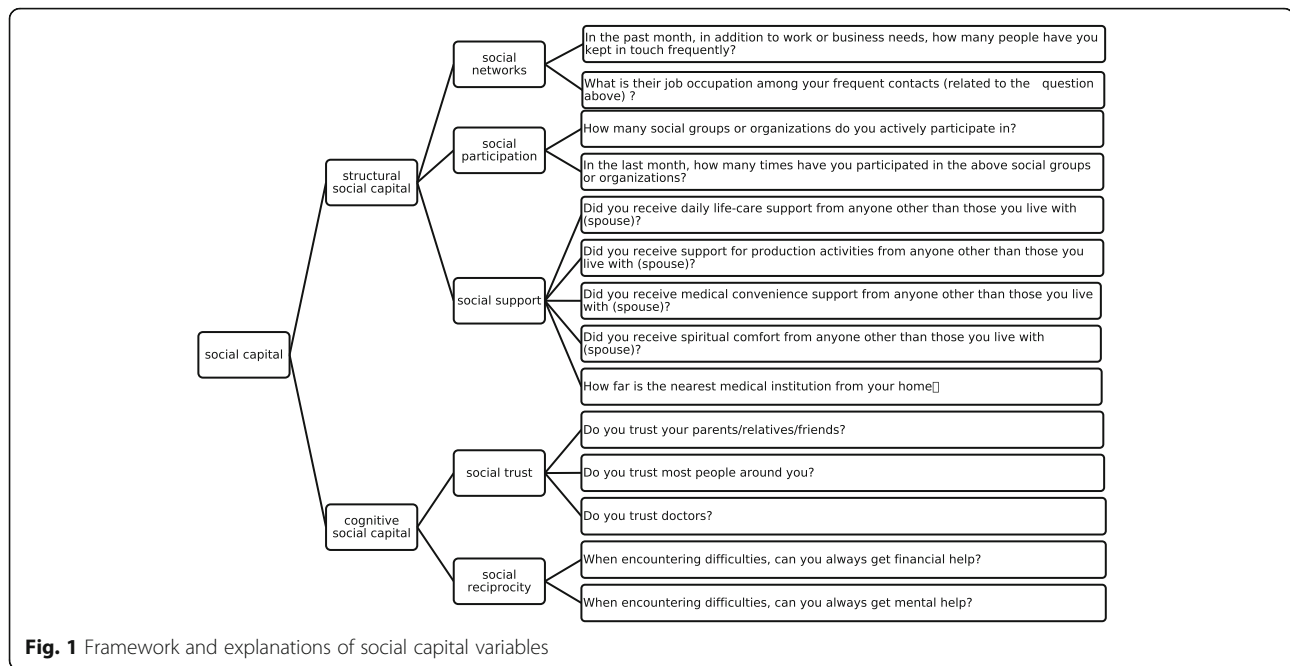 social capital
structural
social capital
social
networks
In the past month, in addition to work or business needs, how many people have you
kept in touch frequently?
What is their job occupation among your frequent contacts (related to the question
above) ?
social
participation
How many social groups or organizations do you actively participate in?
In the last month, how many times have you participated in the above social groups
or organizations?
social support
Did you receive daily life-care support from anyone other than those you live with
(spouse)?
Did you receive support for production activities from anyone other than those you
live with (spouse)?
Did you receive medical convenience support from anyone other than those you live
with (spouse)?
Did you receive spiritual comfort from anyone other than those you live with
(spouse)?
How far is the nearest medical institution from your home▯
cognitive
social capital
social trust
Do you trust your parents/relatives/friends?
Do you trust most people around you?
Do you trust doctors?
social
reciprocity
When encountering difficulties, can you always get financial help?
When encountering difficulties, can you always get mental help?
Fig. 1 Framework and explanations of social capital variables